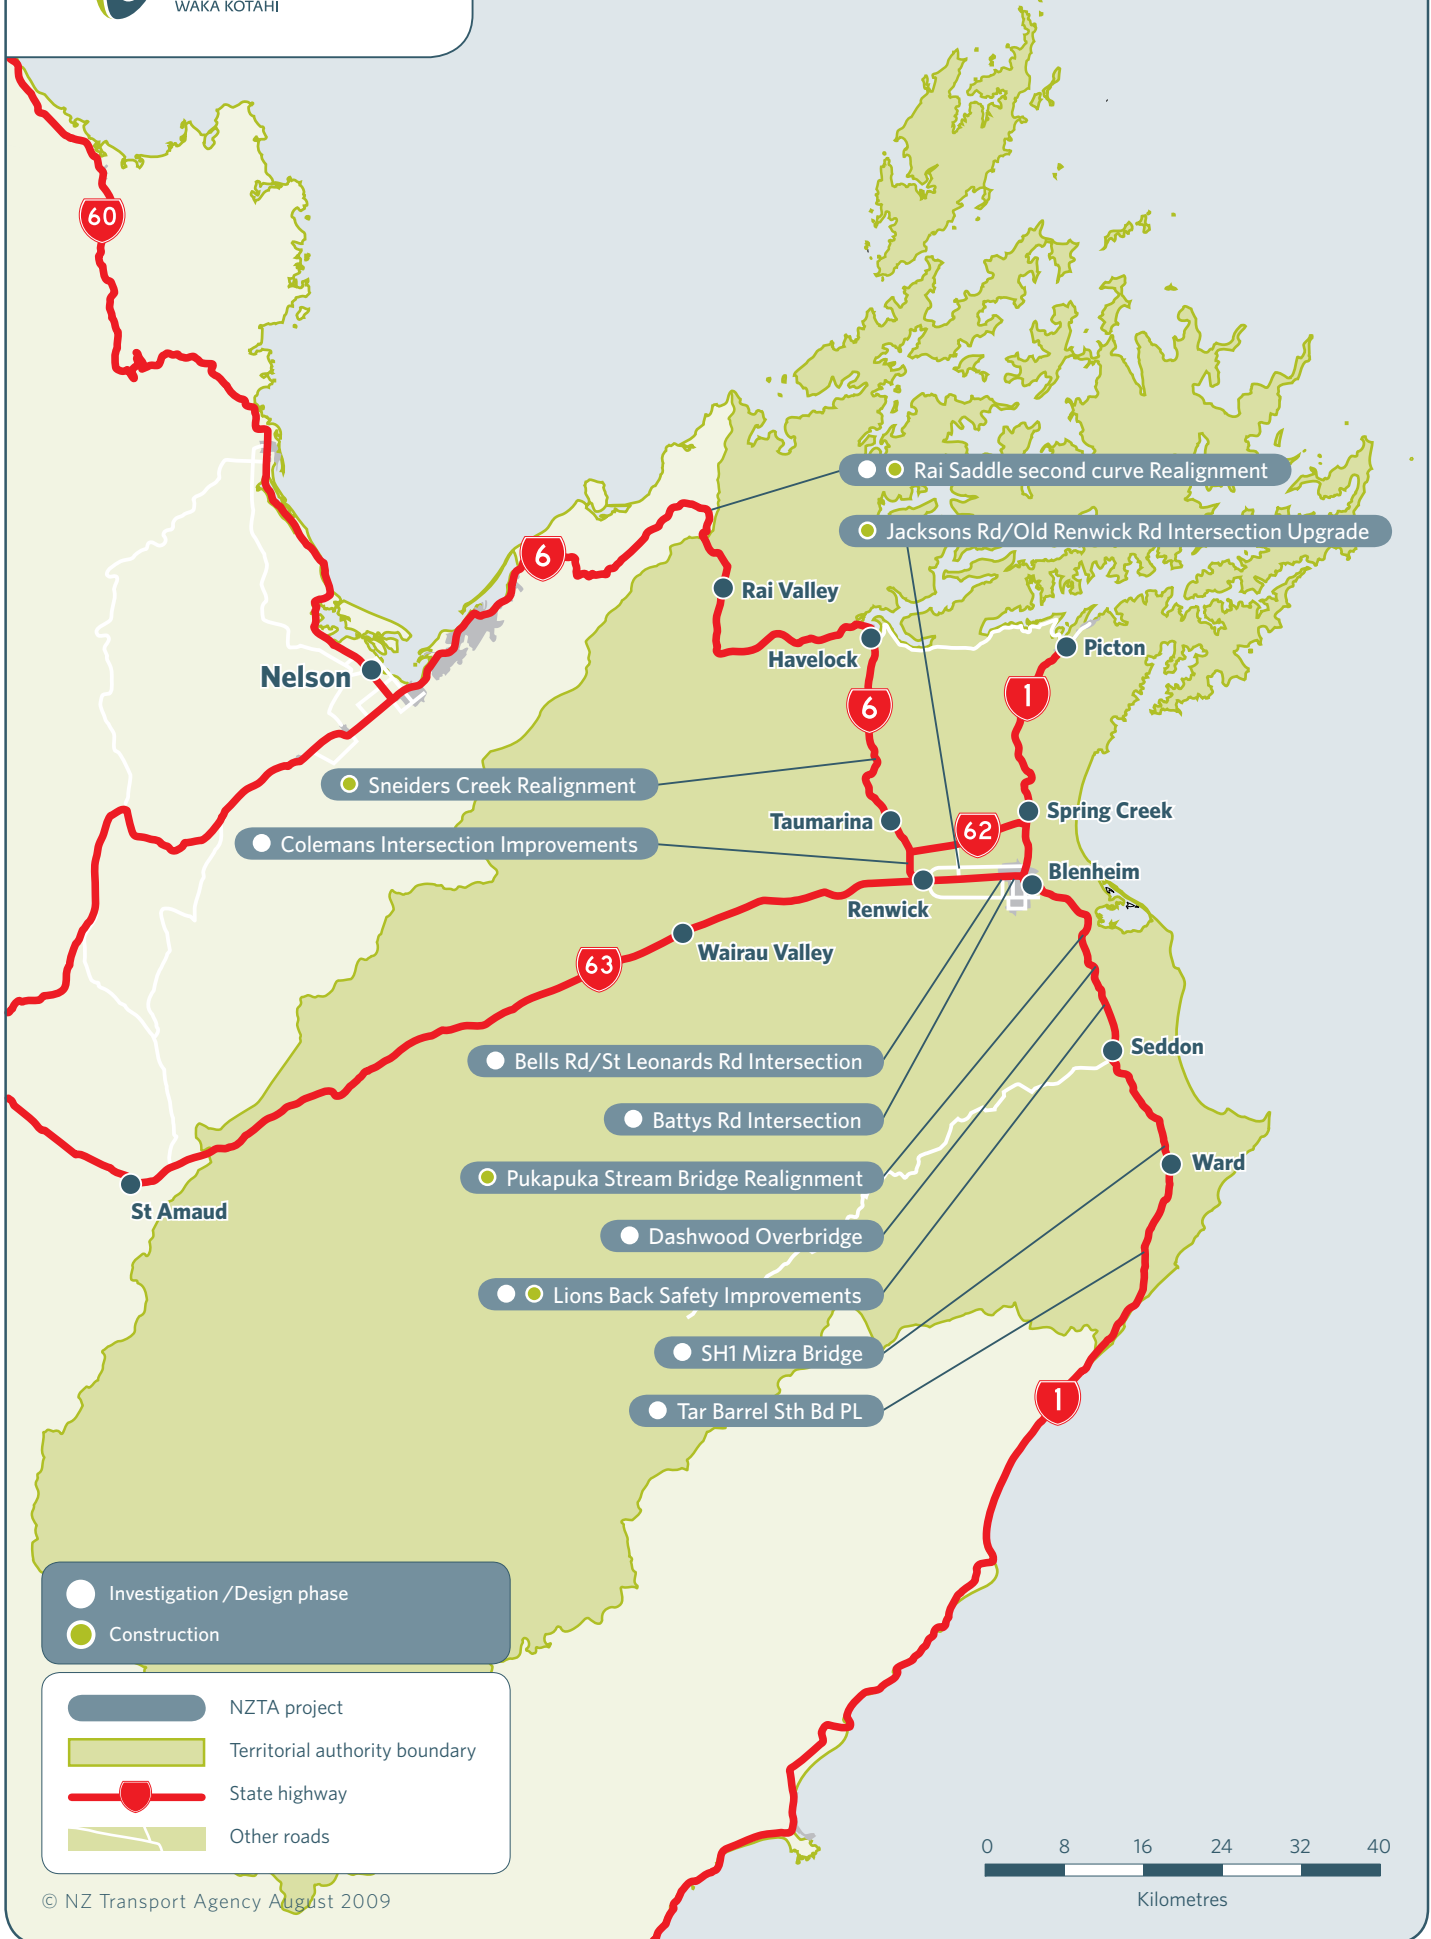 WAKA KOTAHI
60
Rai Saddle second curve Realignment
Jacksons Rd/Old Renwick Rd Intersection Upgrade
6
Rai Valley
Havelock
Picton
Nelson
6
1
Sneiders Creek Realignment
Taumarina
Spring Creek
62
Colemans Intersection Improvements
Blenheim
Renwick
Wairau Valley
63
Bells Rd/St Leonards Rd Intersection
Seddon
Battys Rd Intersection
Ward
Pukapuka Stream Bridge Realignment
St Amaud
Dashwood Overbridge
Lions Back Safety Improvements
SH1 Mizra Bridge
1
Tar Barrel Sth Bd PL
Investigation /Design phase
Construction
NZTA project
Territorial authority boundary
State highway
Other roads
0 8 16 24 32 40
Kilometres
© NZ Transport Agency August 2009